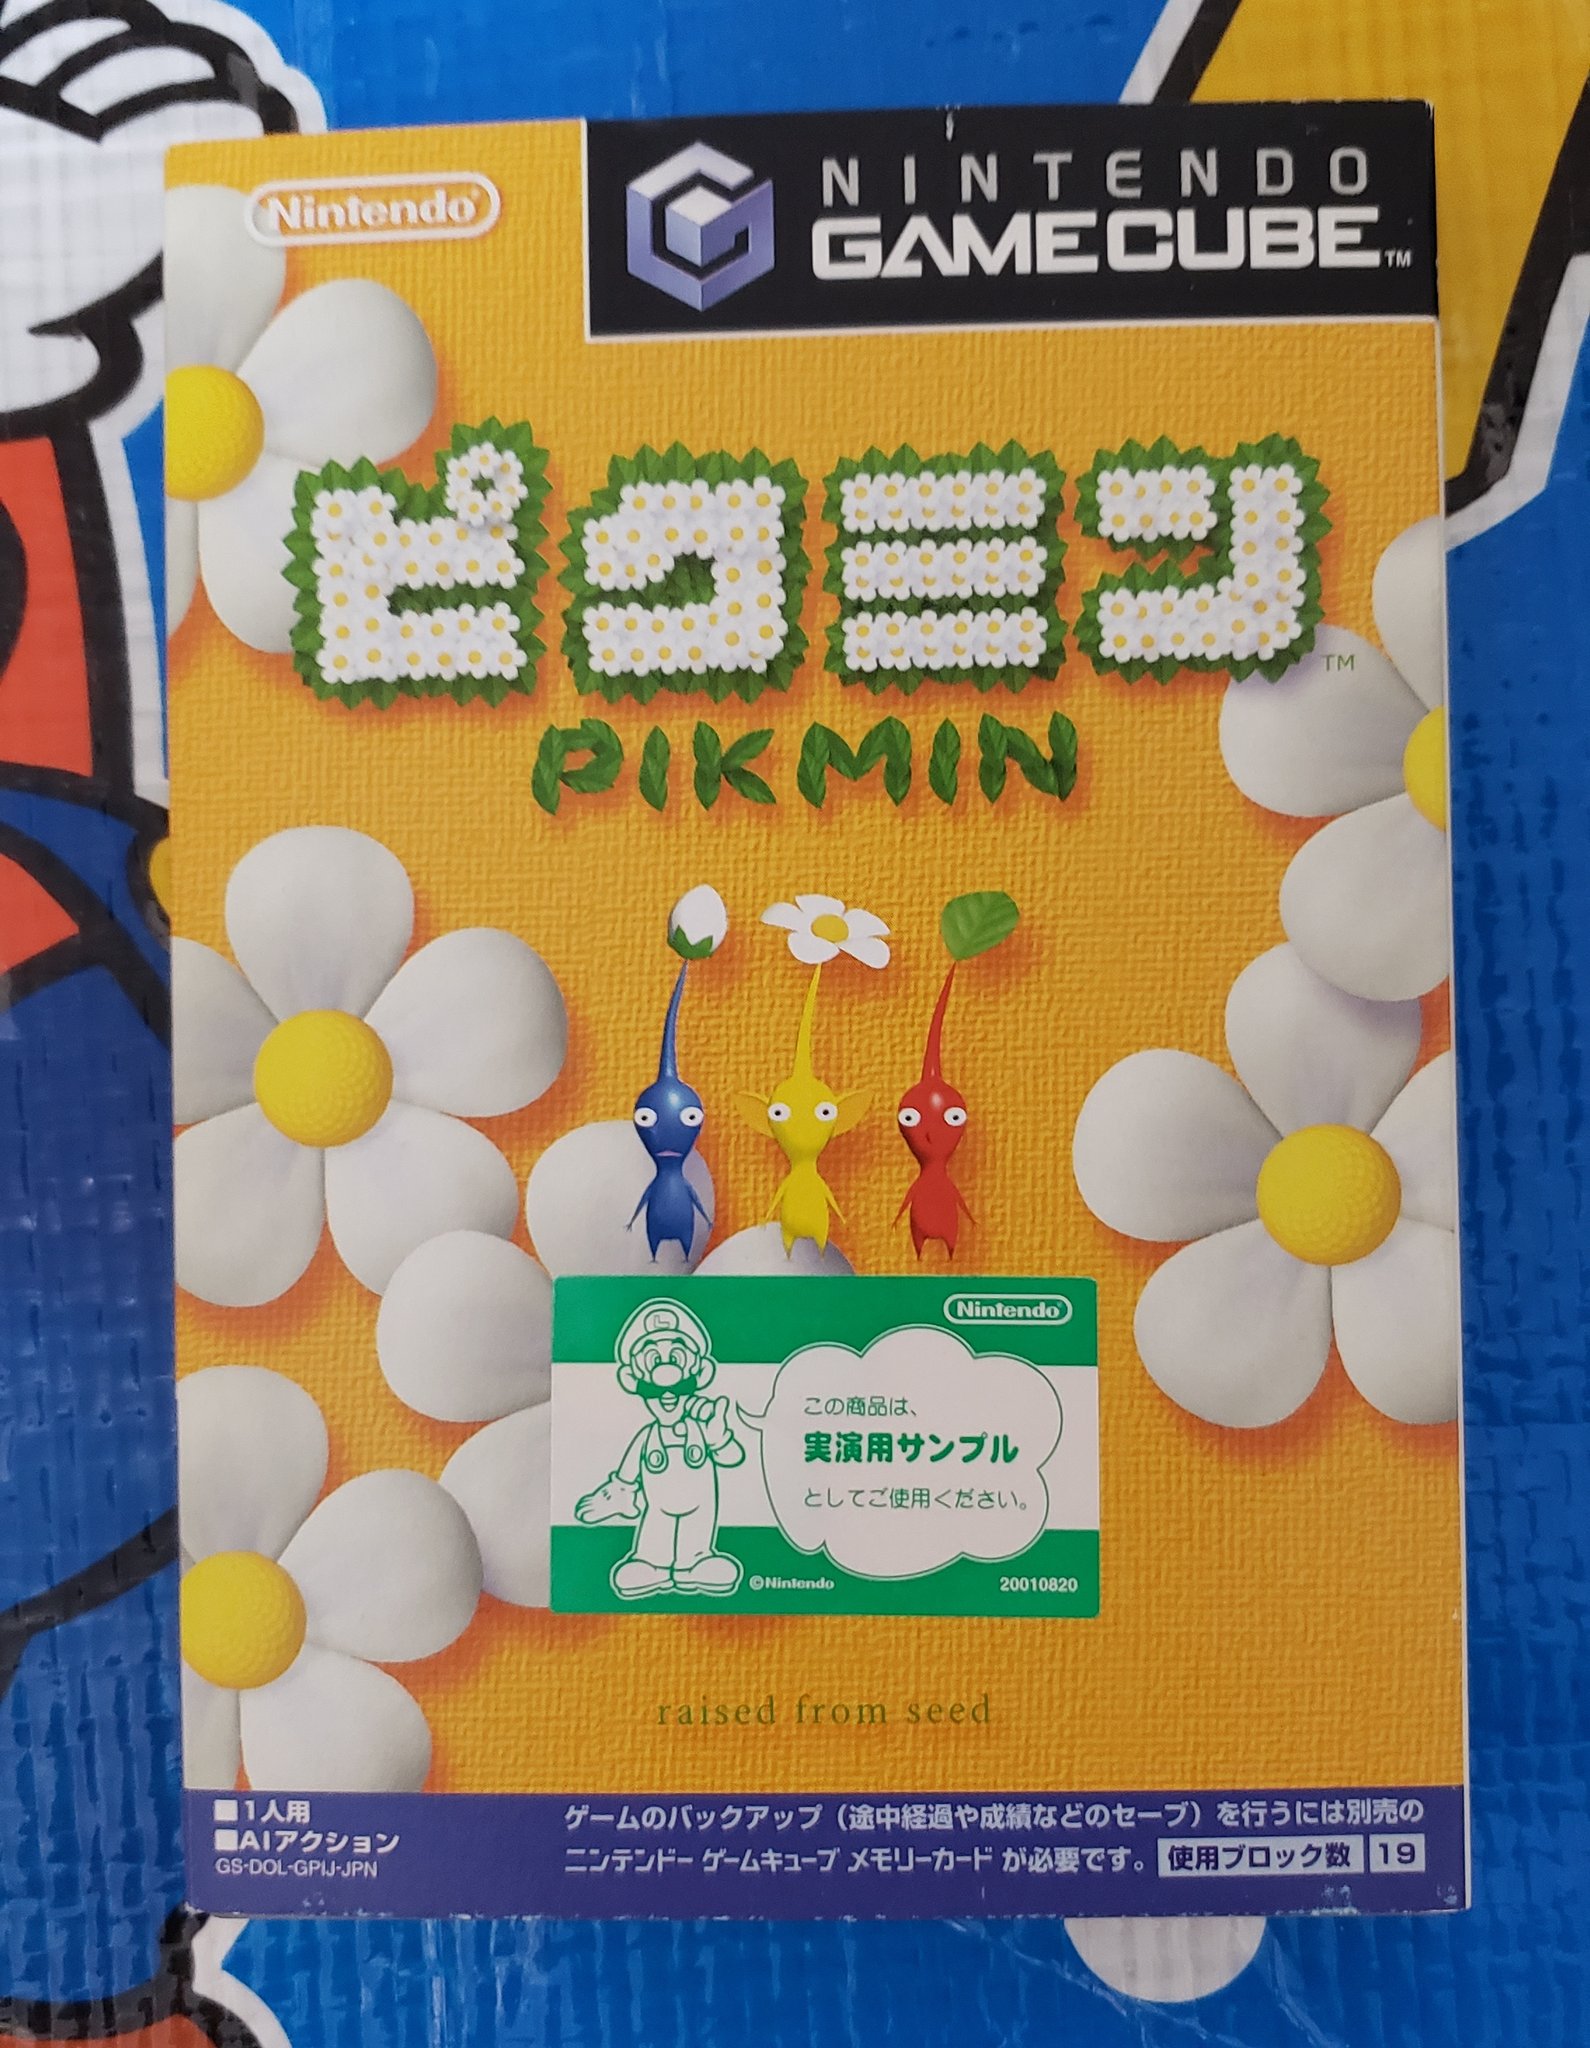 Nintendo®
NINTENDO
GAMECUBE™
ピクミン™
PIKMIN
Nintendo®
L
この商品は、
実演用サンプル
としてご使用ください。
©Nintendo
20010820
raised from seed
■1人用
■AIアクション
GS-DOL-GPIJ-JPN
ゲームのバックアップ（途中経過や成績などのセーブ）を行うには別売の
ニンテンドー ゲームキューブ メモリーカード が必要です。 使用ブロック数 19